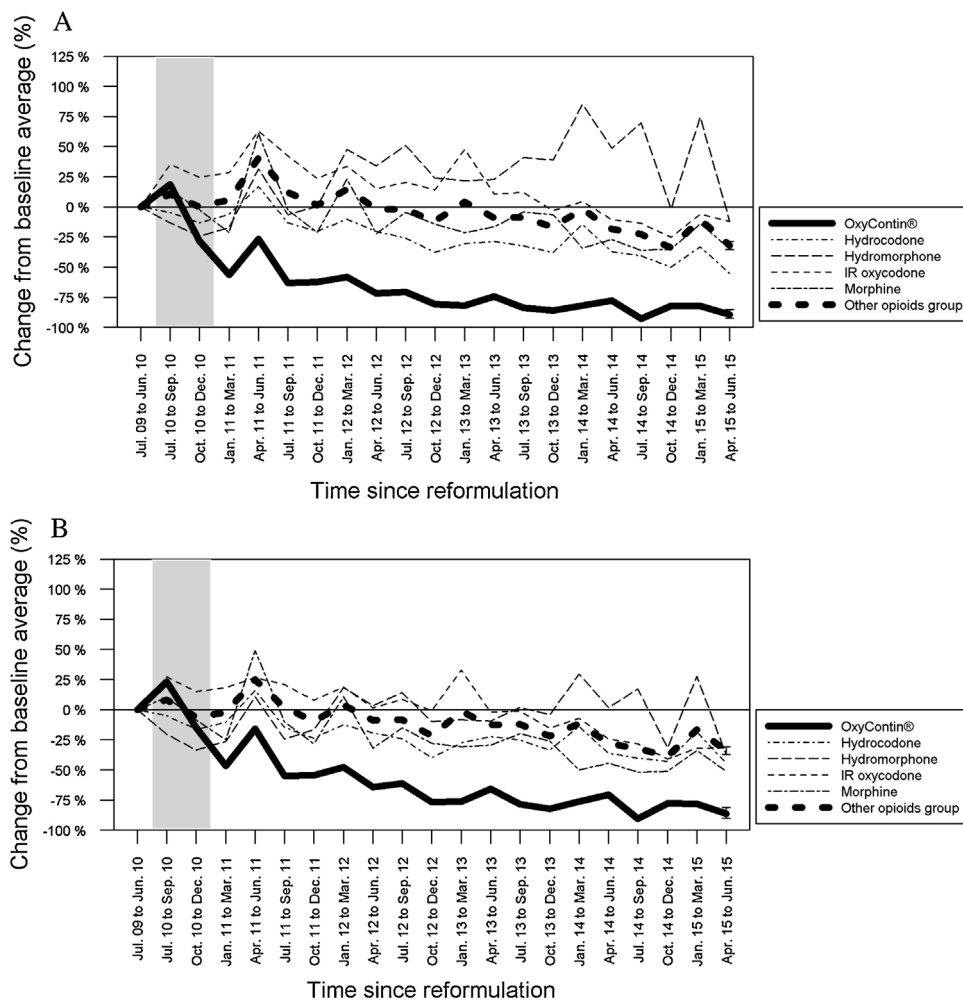 A
Change from baseline average (%)
125 %
100 %
75 %
50 %
25 %
0 %
-25 %
-50 %
-75 %
-100 %
Jul. 09 to Jun. 10
Jul. 10 to Sep. 10
Oct. 10 to Dec. 10
Jan. 11 to Mar. 11
Apr. 11 to Jun. 11
Jul. 11 to Sep. 11
Oct. 11 to Dec. 11
Jan. 12 to Mar. 12
Apr. 12 to Jun. 12
Jul. 12 to Sep. 12
Oct. 12 to Dec. 12
Jan. 13 to Mar. 13
Apr. 13 to Jun. 13
Jul. 13 to Sep. 13
Oct. 13 to Dec. 13
Jan. 14 to Mar. 14
Apr. 14 to Jun. 14
Jul. 14 to Sep. 14
Oct. 14 to Dec. 14
Jan. 15 to Mar. 15
Apr. 15 to Jun. 15
Time since reformulation
OxyContin®
Hydrocodone
Hydromorphone
IR oxycodone
Morphine
Other opioids group
B
Change from baseline average (%)
125 %
100 %
75 %
50 %
25 %
0 %
-25 %
-50 %
-75 %
-100 %
Jul. 09 to Jun. 10
Jul. 10 to Sep. 10
Oct. 10 to Dec. 10
Jan. 11 to Mar. 11
Apr. 11 to Jun. 11
Jul. 11 to Sep. 11
Oct. 11 to Dec. 11
Jan. 12 to Mar. 12
Apr. 12 to Jun. 12
Jul. 12 to Sep. 12
Oct. 12 to Dec. 12
Jan. 13 to Mar. 13
Apr. 13 to Jun. 13
Jul. 13 to Sep. 13
Oct. 13 to Dec. 13
Jan. 14 to Mar. 14
Apr. 14 to Jun. 14
Jul. 14 to Sep. 14
Oct. 14 to Dec. 14
Jan. 15 to Mar. 15
Apr. 15 to Jun. 15
Time since reformulation
OxyContin®
Hydrocodone
Hydromorphone
IR oxycodone
Morphine
Other opioids group